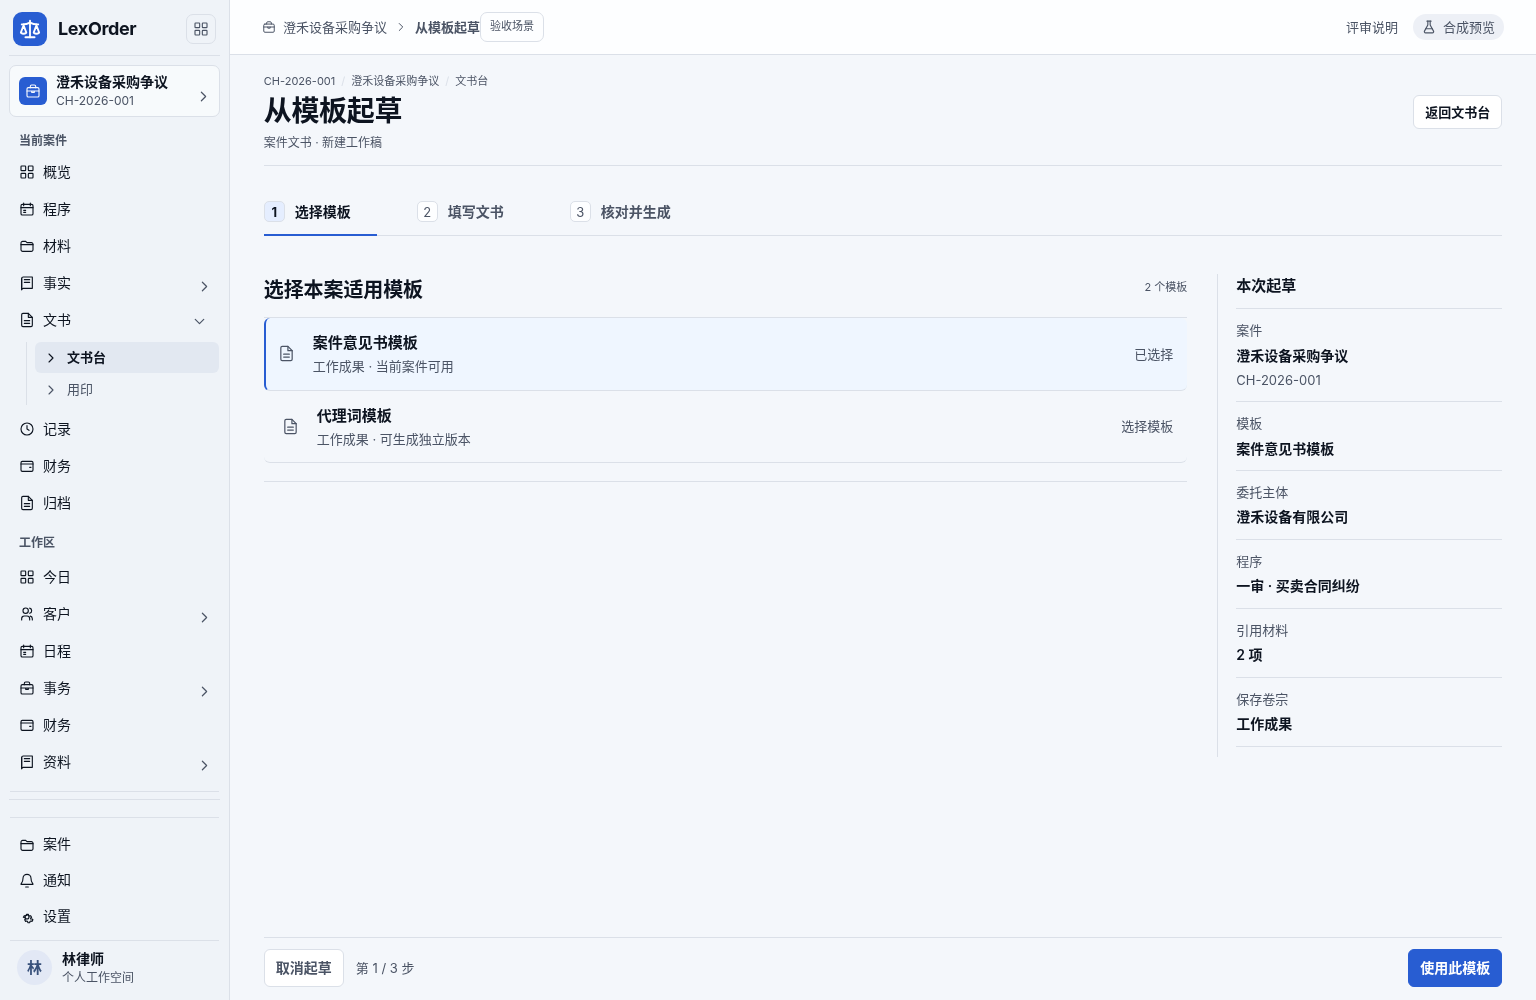 LexOrder
澄禾设备采购争议
CH-2026-001
当前案件
概览
程序
材料
事实
文书
文书台
用印
记录
财务
归档
工作区
今日
客户
日程
事务
财务
资料
案件
通知
设置
林
林律师
个人工作空间
澄禾设备采购争议
从模板起草
验收场景
评审说明
合成预览
CH-2026-001 / 澄禾设备采购争议 / 文书台
从模板起草
案件文书 · 新建工作稿
返回文书台
1 选择模板
2 填写文书
3 核对并生成
选择本案适用模板
2 个模板
案件意见书模板
工作成果 · 当前案件可用
已选择
代理词模板
工作成果 · 可生成独立版本
选择模板
本次起草
案件
澄禾设备采购争议
CH-2026-001
模板
案件意见书模板
委托主体
澄禾设备有限公司
程序
一审 · 买卖合同纠纷
引用材料
2 项
保存卷宗
工作成果
取消起草
第 1 / 3 步
使用此模板